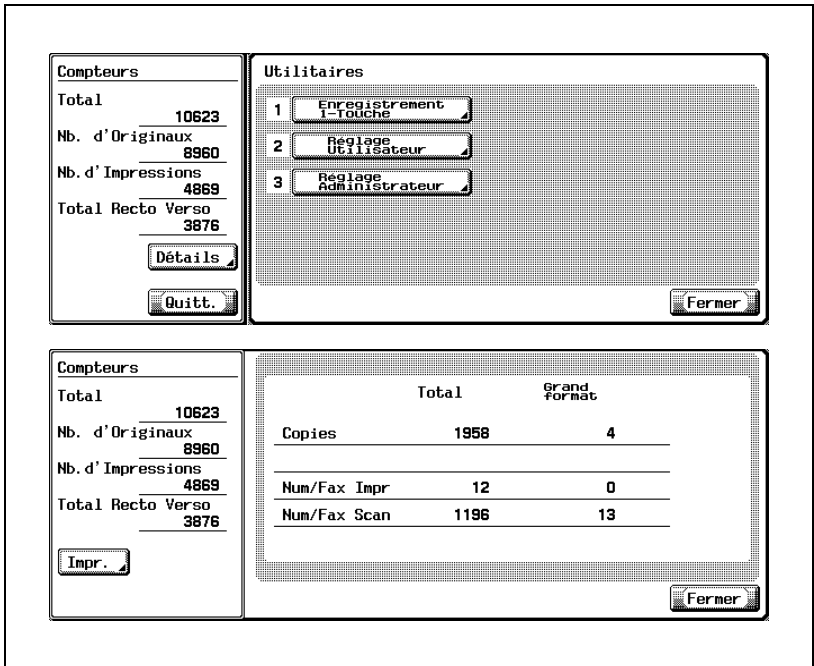 Compteurs
Total
10623
Nb. d'Originaux
8960
Nb.d'Impressions
4869
Total Recto Verso
3876
Détails
Quitt.
Utilitaires
1 Enregistrement
1-Touche
2 Réglage
Utilisateur
3 Réglage
Administrateur
Fermer
Compteurs
Total
10623
Nb. d'Originaux
8960
Nb.d'Impressions
4869
Total Recto Verso
3876
Impr.
Total Grand
format
Copies 1958 4
Num/Fax Impr 12 0
Num/Fax Scan 1196 13
Fermer